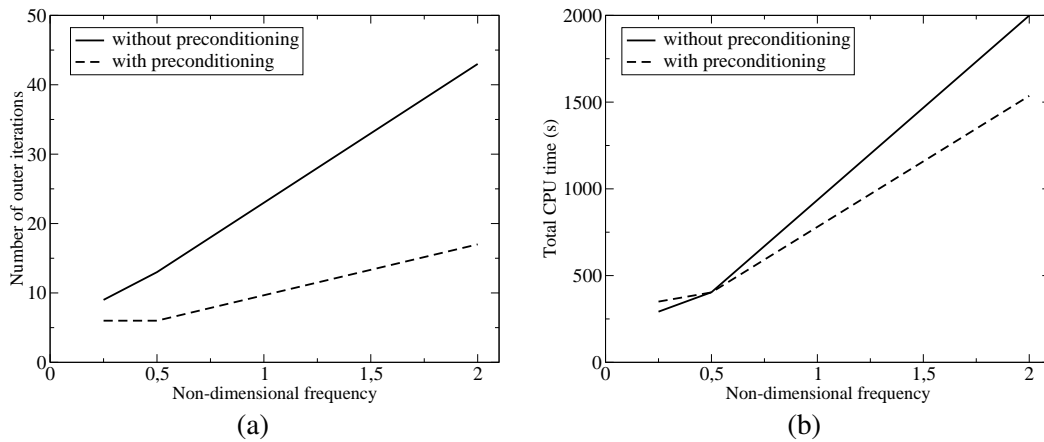 50
40
30
20
10
0
Number of outer iterations
without preconditioning
with preconditioning
0
0,5
1
1,5
2
Non-dimensional frequency
(a)
2000
1500
1000
500
0
Total CPU time (s)
without preconditioning
with preconditioning
0
0,5
1
1,5
2
Non-dimensional frequency
(b)